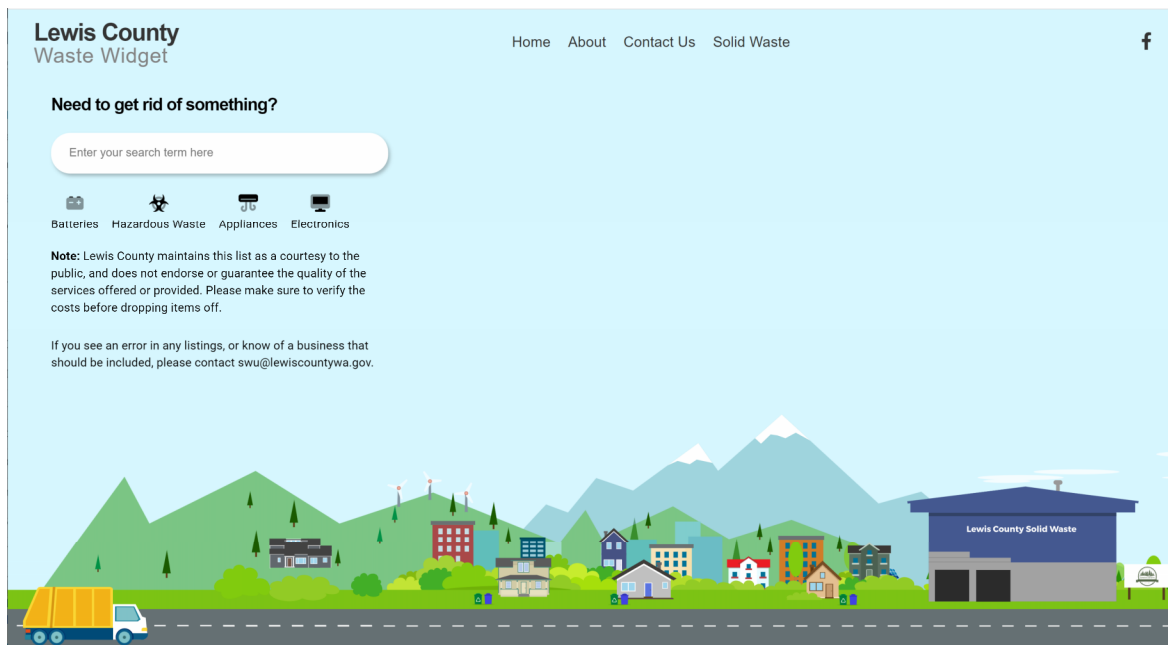 Lewis County
Waste Widget
Home About Contact Us Solid Waste
Need to get rid of something?
Enter your search term here
Batteries Hazardous Waste Appliances Electronics
Note: Lewis County maintains this list as a courtesy to the
public, and does not endorse or guarantee the quality of the
services offered or provided. Please make sure to verify the
costs before dropping items off.
If you see an error in any listings, or know of a business that
should be included, please contact swu@lewiscountywa.gov.
Lewis County Solid Waste